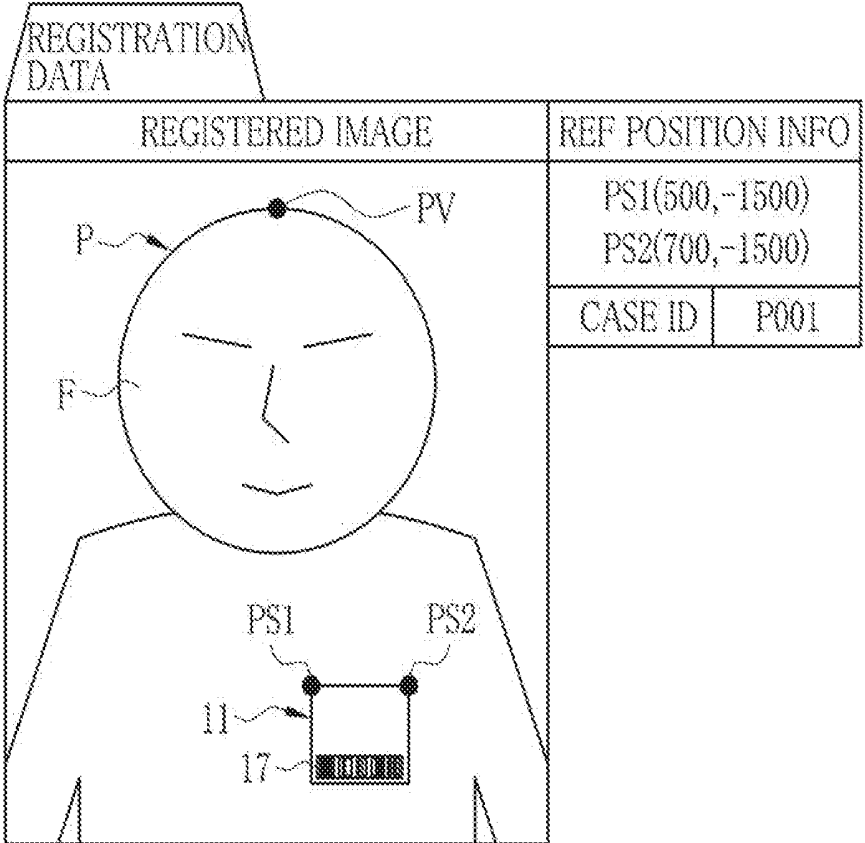 REGISTRATION
DATA
REGISTERED IMAGE
REF POSITION INFO
PS1(500,-1500)
PS2(700,-1500)
CASE ID
P001
PV
P
F
PS1
PS2
11
17